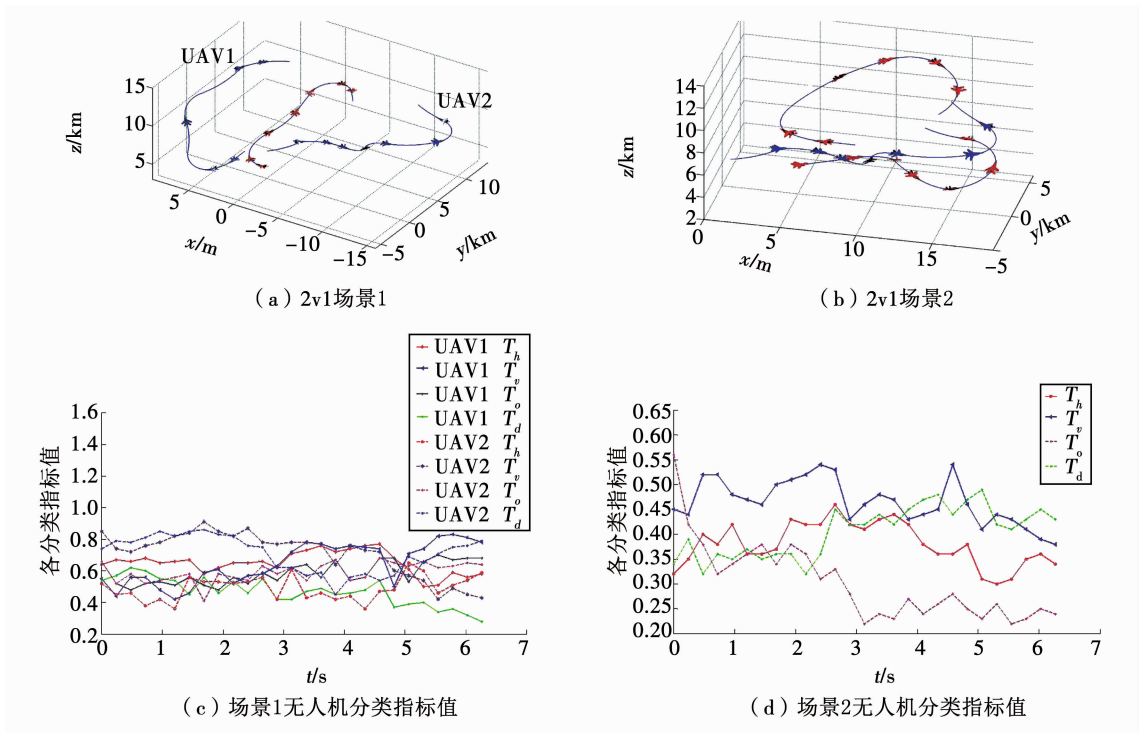 UAV1
UAV2
15
10
5
z/km
5
0
-5
-10
-15
x/m
-5
0
5
10
y/km
(a)2v1场景1
14
12
10
8
6
4
2
z/km
0
5
10
15
x/m
-5
0
5
y/km
(b)2v1场景2
UAV1 Th
UAV1 Tv
UAV1 To
UAV1 Td
UAV2 Th
UAV2 Tv
UAV2 To
UAV2 Td
1.6
1.4
1.2
1.0
0.8
0.6
0.4
0.2
各分类指标值
0 1 2 3 4 5 6 7
t/s
(c)场景1无人机分类指标值
Th
Tv
To
Td
0.65
0.60
0.55
0.50
0.45
0.40
0.35
0.30
0.25
0.20
各分类指标值
0 1 2 3 4 5 6 7
t/s
(d)场景2无人机分类指标值